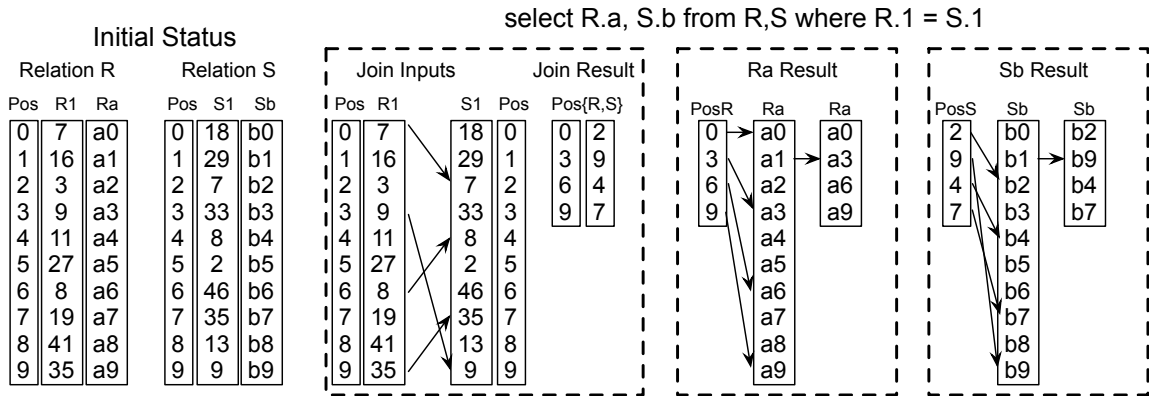 select R.a, S.b from R,S where R.1 = S.1
Initial Status
Relation R Relation S Join Inputs Join Result Ra Result Sb Result
Pos R1 Ra Pos S1 Sb Pos R1 S1 Pos Pos{R,S} PosR Ra Ra PosS Sb Sb
0 7 a0 0 18 b0 0 7 18 0 0 2 0 a0 a0 2 b0 b2
1 16 a1 1 29 b1 1 16 29 1 3 9 3 a1 a3 9 b1 b9
2 3 a2 2 7 b2 2 3 7 2 6 4 6 a2 a6 4 b2 b4
3 9 a3 3 33 b3 3 9 33 3 9 7 9 a3 a9 7 b3 b7
4 11 a4 4 8 b4 4 11 8 4 a4 b4
5 27 a5 5 2 b5 5 27 2 5 a5 b5
6 8 a6 6 46 b6 6 8 46 6 a6 b6
7 19 a7 7 35 b7 7 19 35 7 a7 b7
8 41 a8 8 13 b8 8 41 13 8 a8 b8
9 35 a9 9 9 b9 9 35 9 9 a9 b9